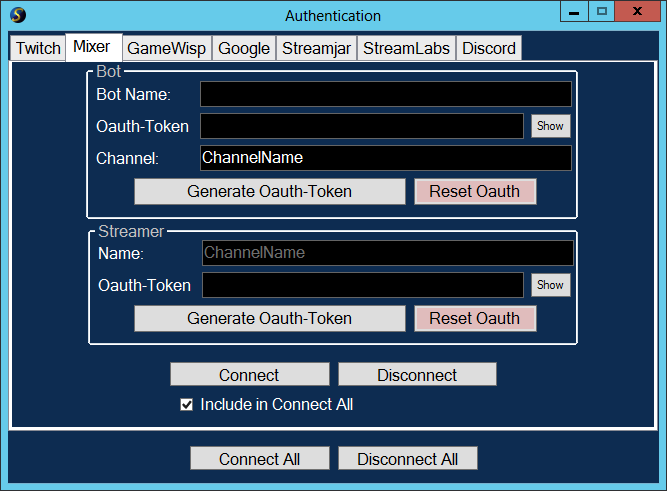 Authentication
Twitch Mixer GameWisp Google Streamjar StreamLabs Discord
Bot
Bot Name:
Oauth-Token Show
Channel: ChannelName
Generate Oauth-Token Reset Oauth
Streamer
Name: ChannelName
Oauth-Token Show
Generate Oauth-Token Reset Oauth
Connect Disconnect
Include in Connect All
Connect All Disconnect All